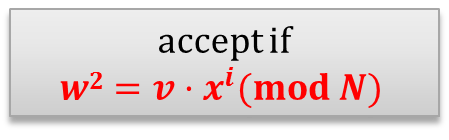 accept if
w² = v · xⁱ(mod N)